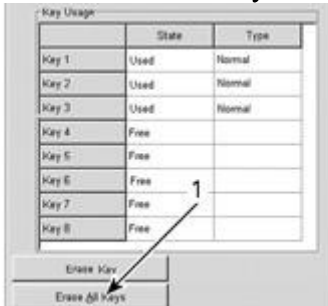 Key Usage
State Type
Key 1 Used Normal
Key 2 Used Normal
Key 3 Used Normal
Key 4 Free
Key 5 Free
Key 6 Free
Key 7 Free
Key 8 Free
1
Erase Key
Erase All Keys